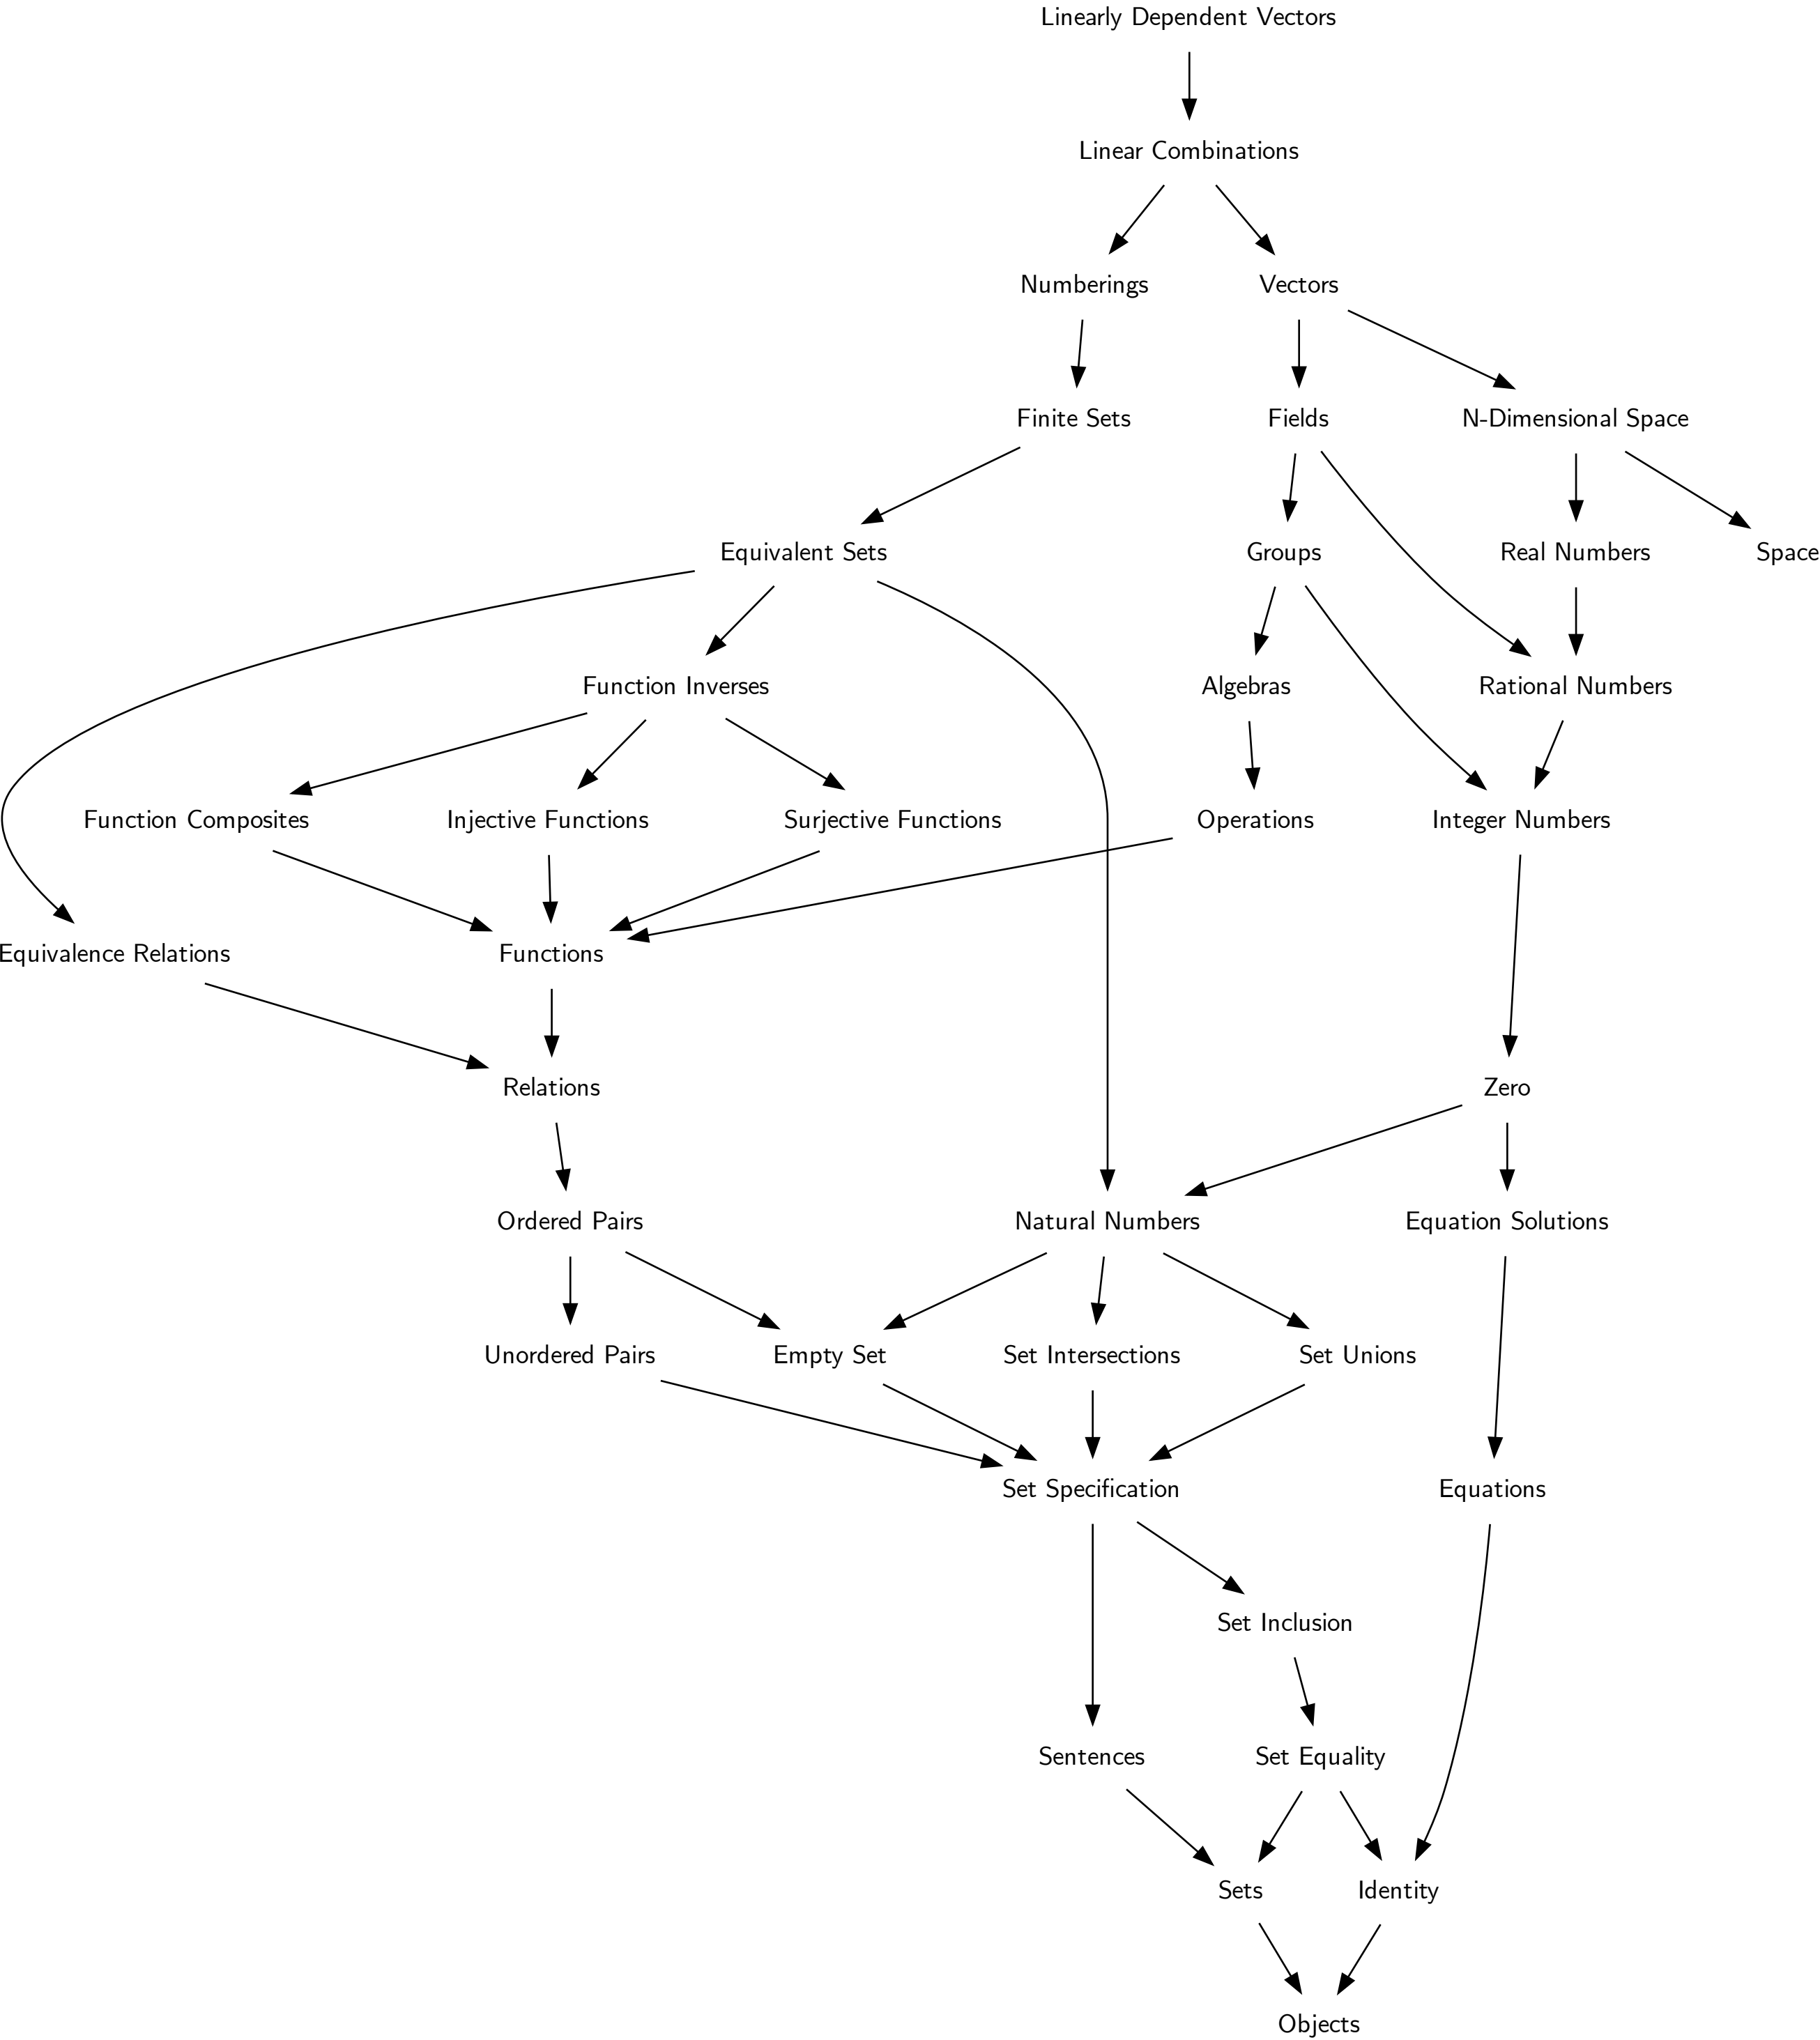 Linearly Dependent Vectors
Linear Combinations
Numberings
Vectors
Finite Sets
Fields
N-Dimensional Space
Equivalent Sets
Groups
Real Numbers
Space
Function Inverses
Algebras
Rational Numbers
Function Composites
Injective Functions
Surjective Functions
Operations
Integer Numbers
Equivalence Relations
Functions
Relations
Zero
Ordered Pairs
Natural Numbers
Equation Solutions
Unordered Pairs
Empty Set
Set Intersections
Set Unions
Set Specification
Equations
Set Inclusion
Sentences
Set Equality
Sets
Identity
Objects